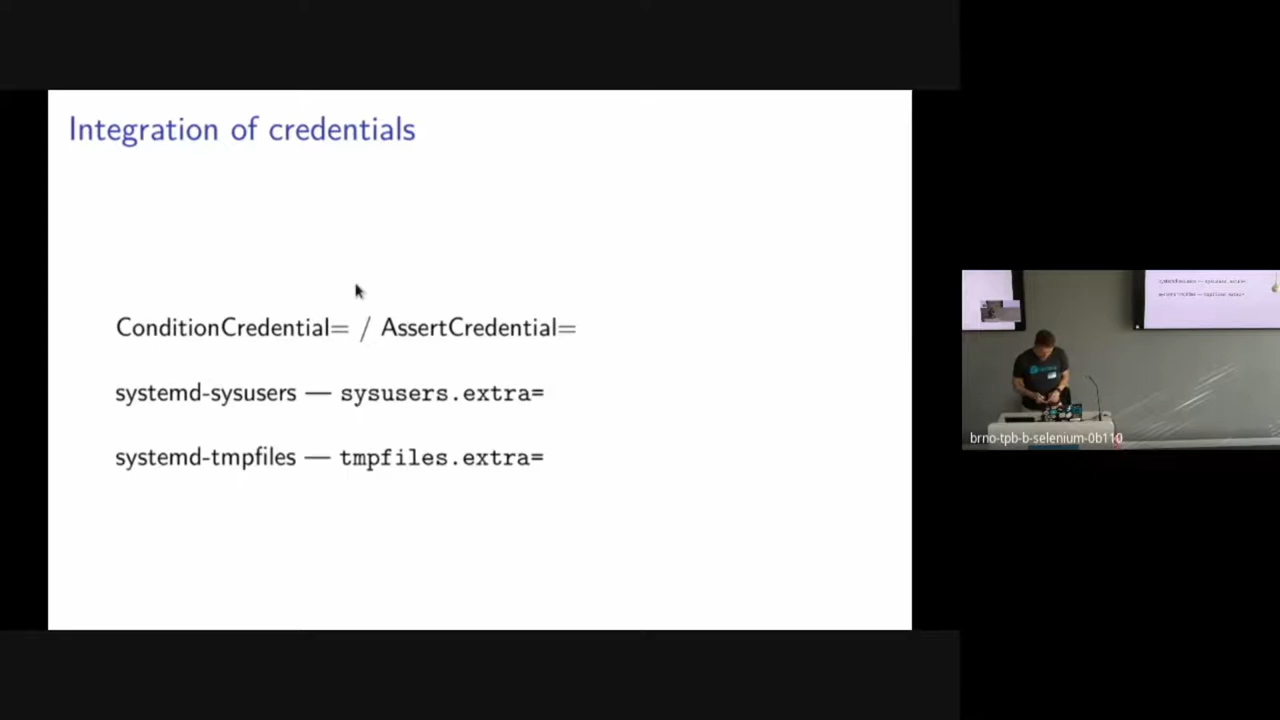 Integration of credentials
ConditionCredential= / AssertCredential=
systemd-sysusers — sysusers.extra=
systemd-tmpfiles — tmpfiles.extra=
brno-tpb-b-selenium-0b110